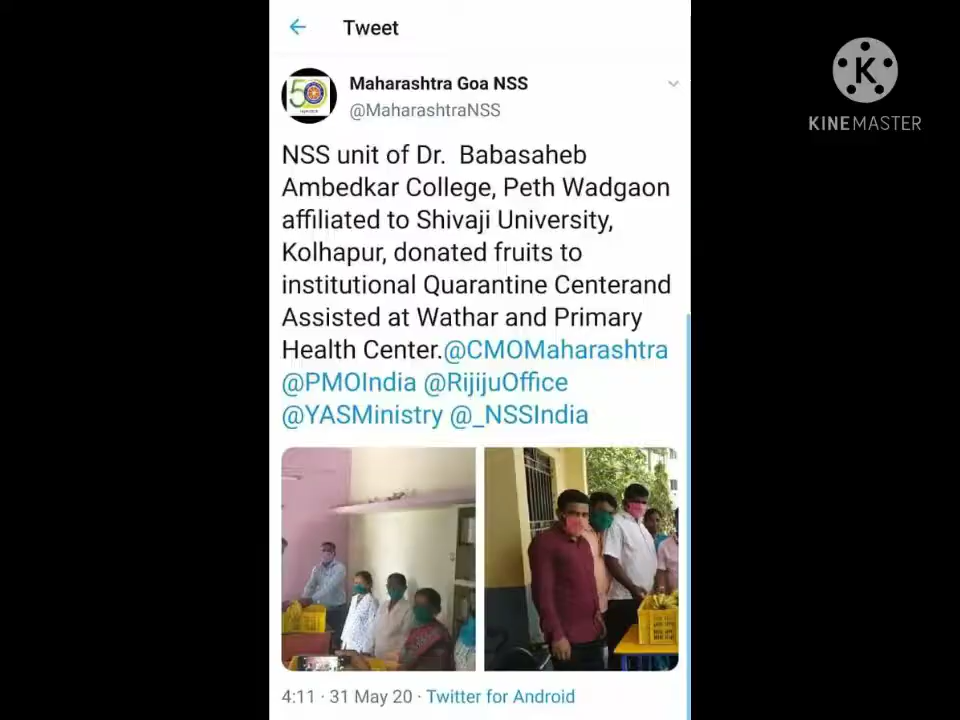 Tweet
Maharashtra Goa NSS
@MaharashtraNSS
NSS unit of Dr.  Babasaheb
Ambedkar College, Peth Wadgaon
affiliated to Shivaji University,
Kolhapur, donated fruits to
institutional Quarantine Centerand
Assisted at Wathar and Primary
Health Center.@CMOMaharashtra
@PMOIndia @RijijuOffice
@YASMinistry @_NSSIndia
4:11 · 31 May 20 · Twitter for Android
K
KINEMASTER
50